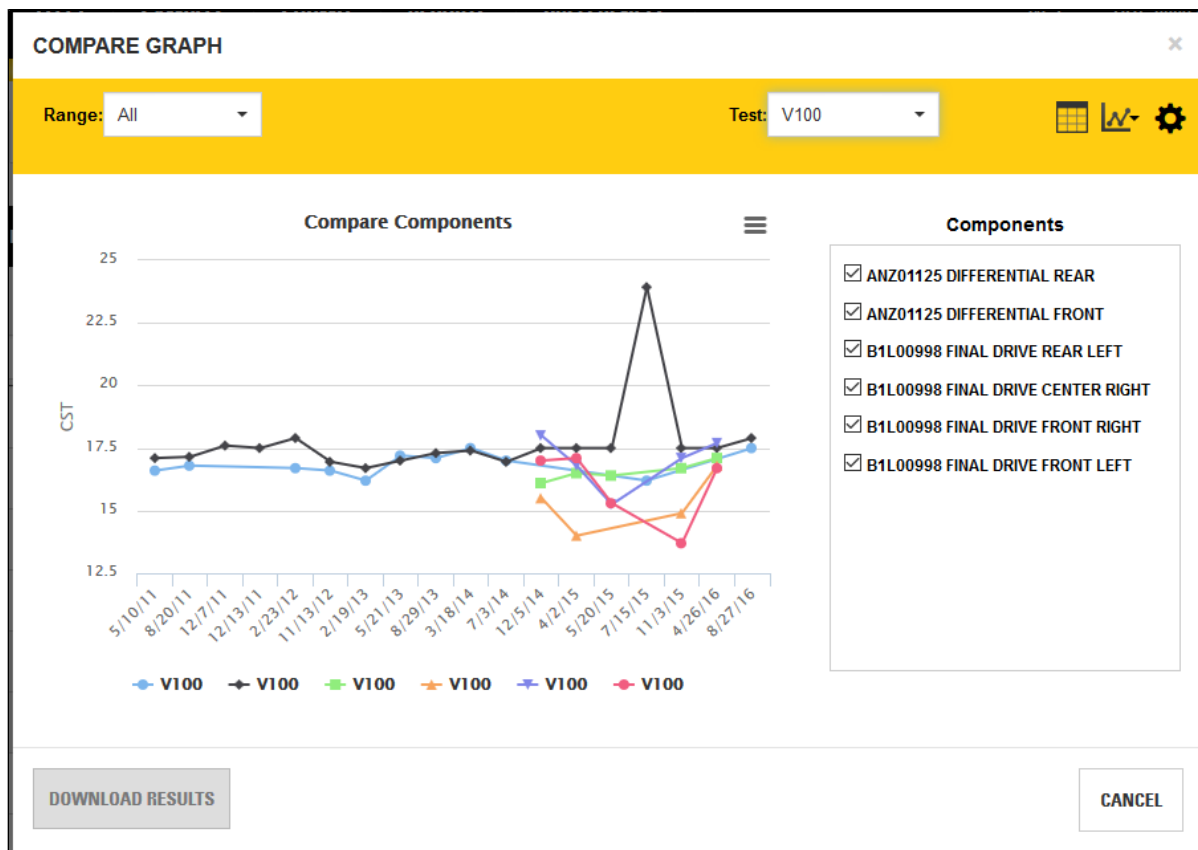 COMPARE GRAPH
×
Range: All
Test: V100
Compare Components
25
22.5
20
17.5
15
12.5
CST
5/10/11
8/20/11
12/7/11
12/13/11
2/23/12
11/13/12
2/19/13
5/21/13
8/29/13
3/18/14
7/3/14
12/5/14
4/2/15
5/20/15
7/15/15
11/3/15
4/26/16
8/27/16
V100 V100 V100 V100 V100 V100
Components
ANZ01125 DIFFERENTIAL REAR
ANZ01125 DIFFERENTIAL FRONT
B1L00998 FINAL DRIVE REAR LEFT
B1L00998 FINAL DRIVE CENTER RIGHT
B1L00998 FINAL DRIVE FRONT RIGHT
B1L00998 FINAL DRIVE FRONT LEFT
DOWNLOAD RESULTS
CANCEL